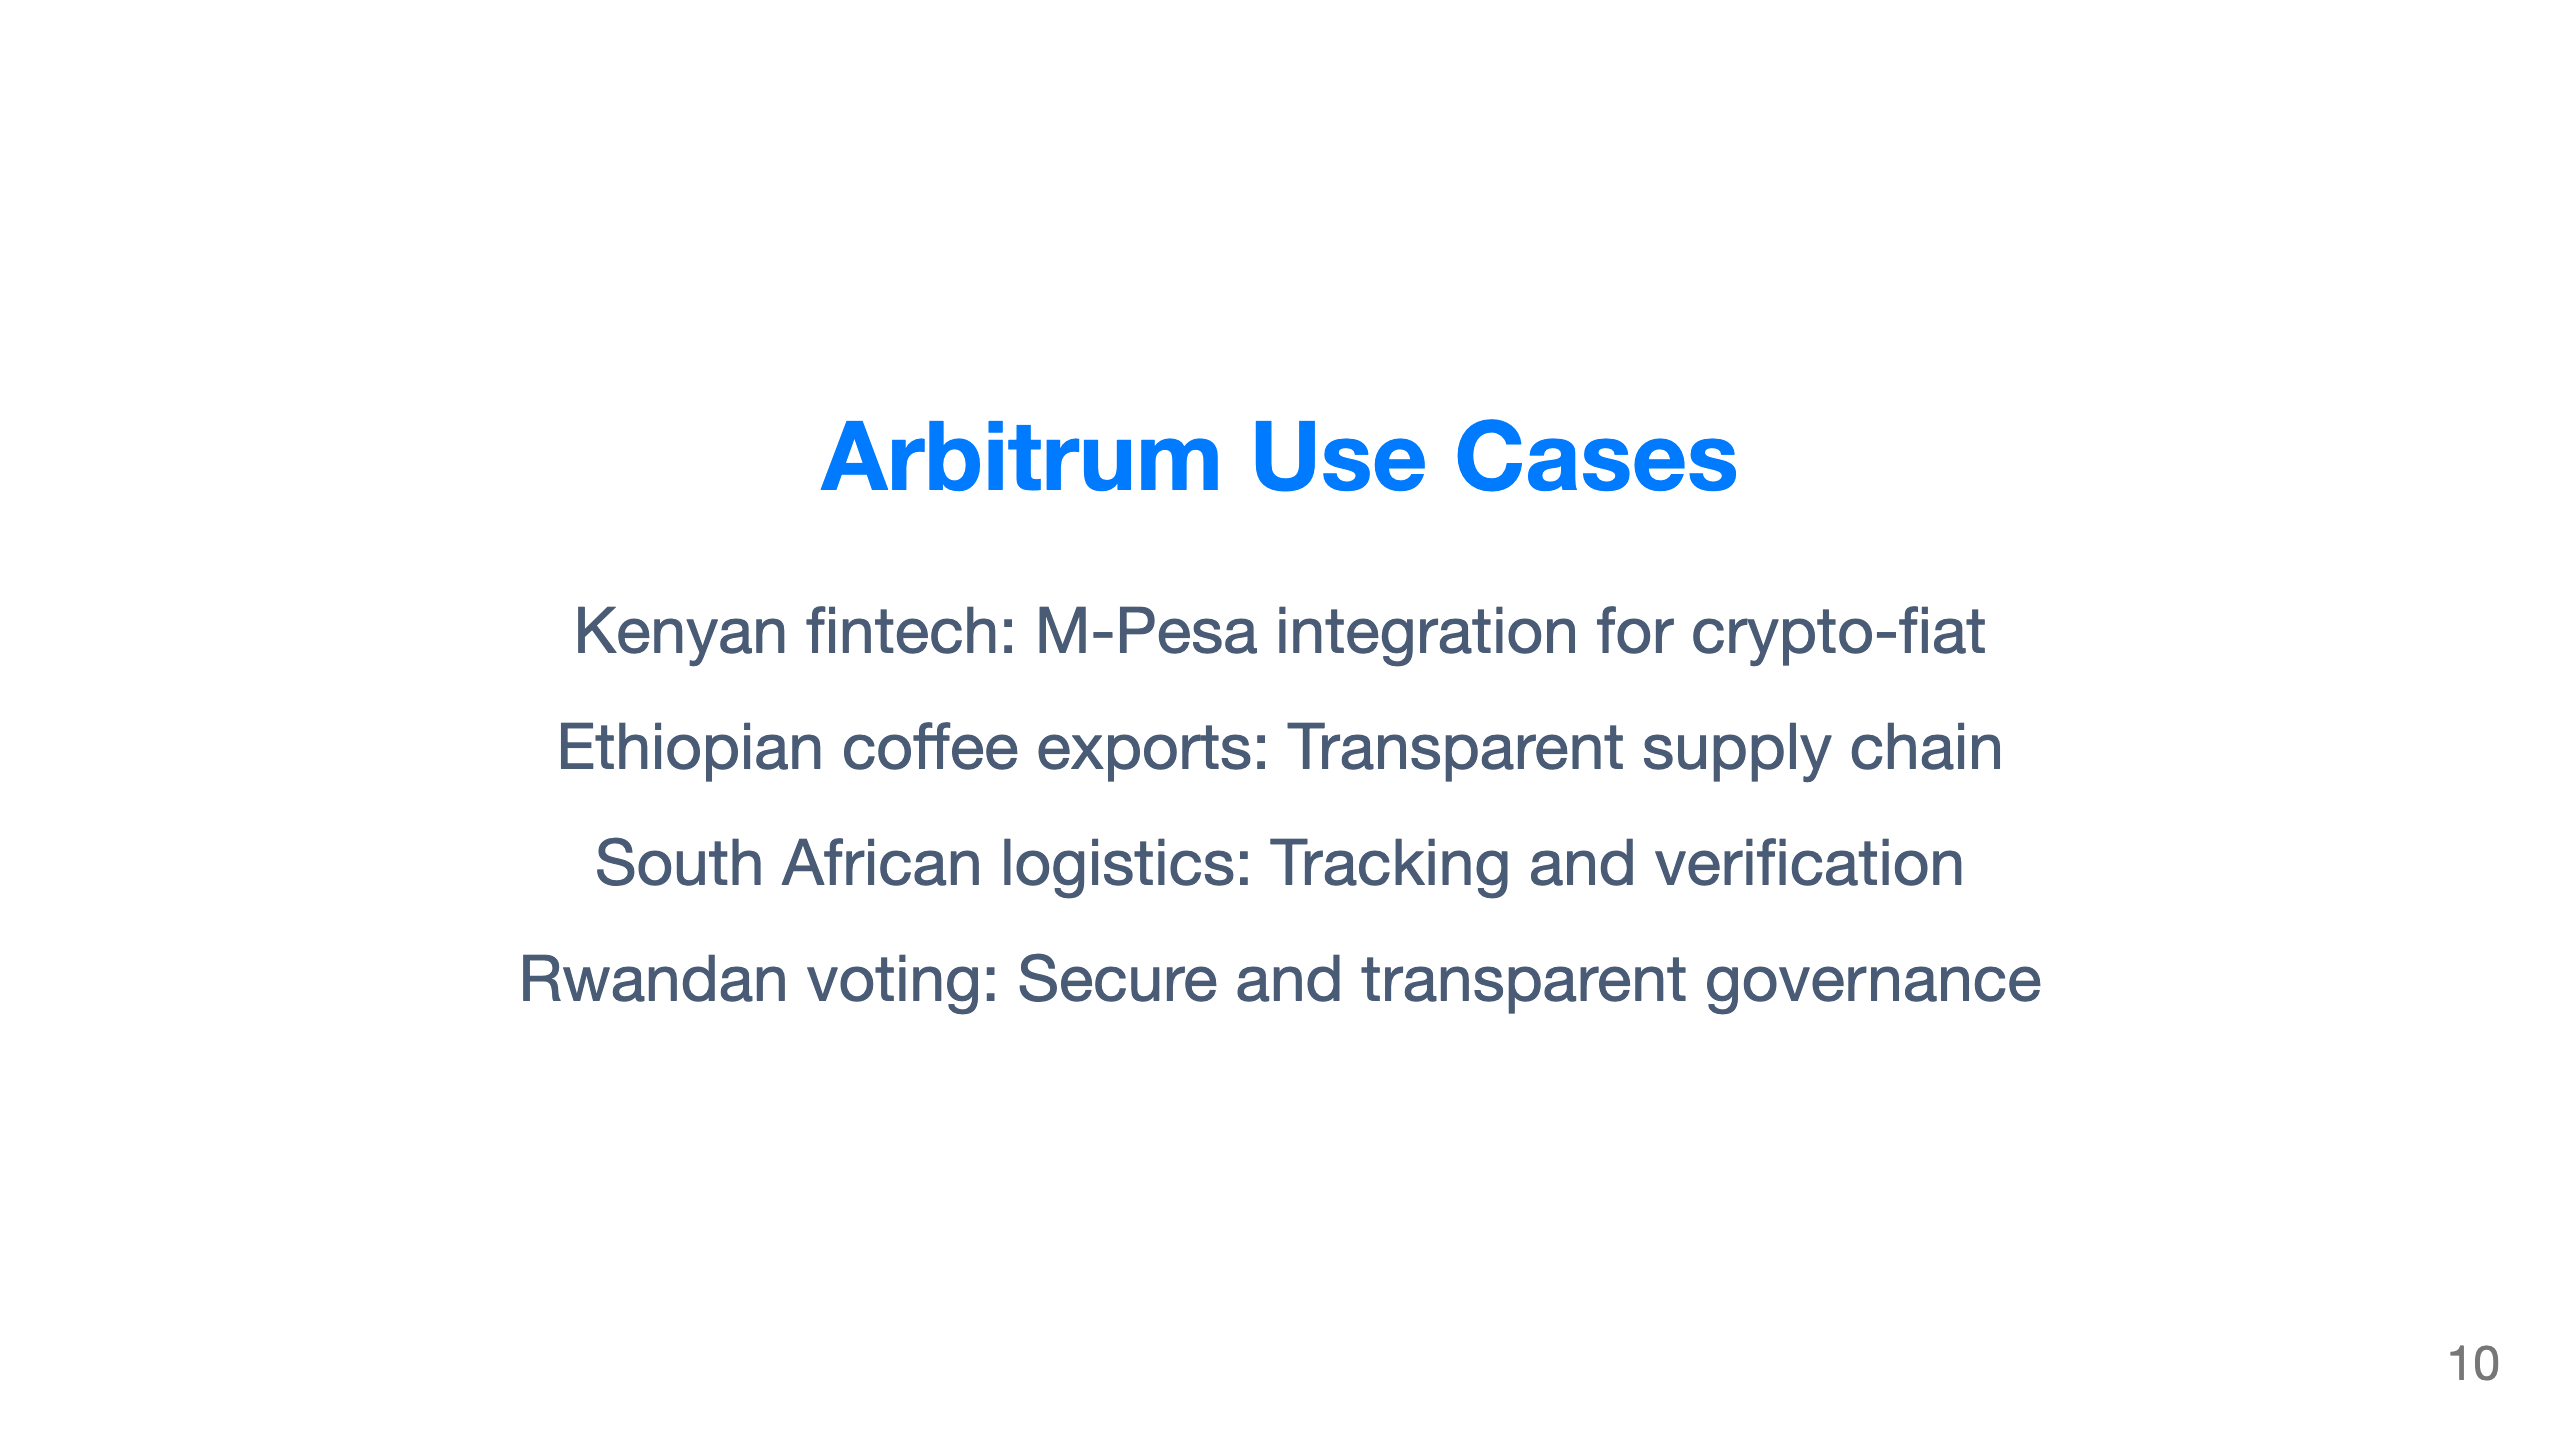 Arbitrum Use Cases
Kenyan fintech: M-Pesa integration for crypto-fiat
Ethiopian coffee exports: Transparent supply chain
South African logistics: Tracking and verification
Rwandan voting: Secure and transparent governance
10